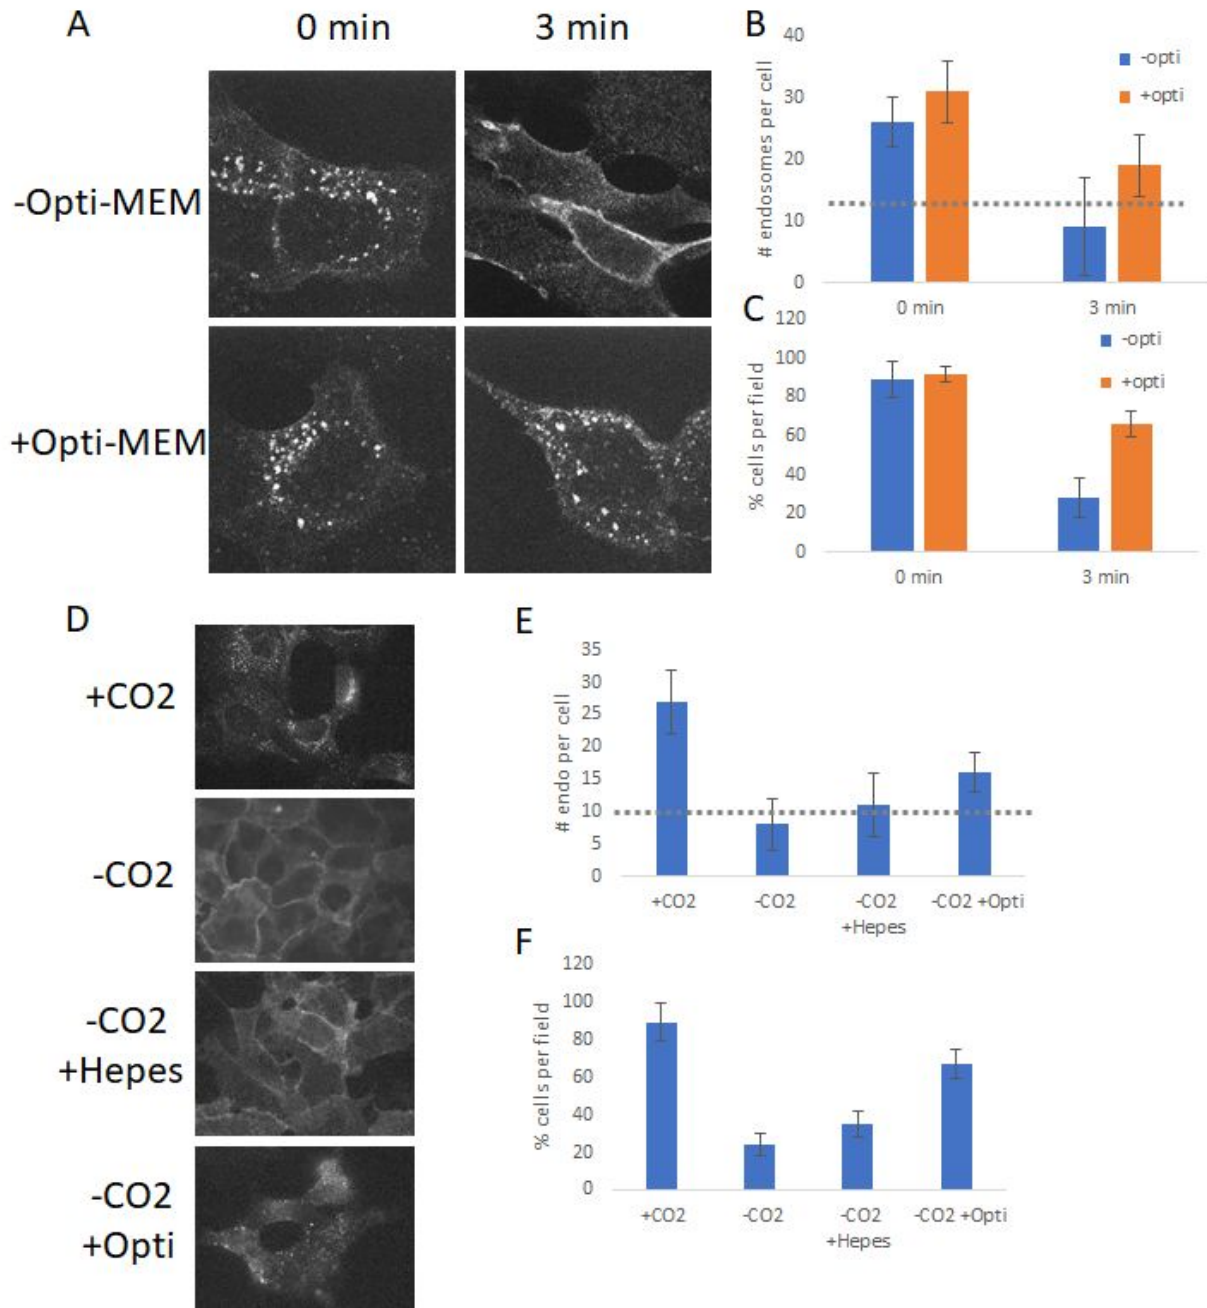 A
0 min
3 min
-Opti-MEM
+Opti-MEM
B
# endosomes per cell
40
30
20
10
0
-opti
+opti
0 min
3 min
C
% cells per field
120
100
80
60
40
20
0
-opti
+opti
0 min
3 min
D
+CO2
-CO2
-CO2
+Hepes
-CO2
+Opti
E
# endo per cell
35
30
25
20
15
10
5
0
+CO2
-CO2
-CO2
+Hepes
-CO2 +Opti
F
% cells per field
120
100
80
60
40
20
0
+CO2
-CO2
-CO2
+Hepes
-CO2 +Opti